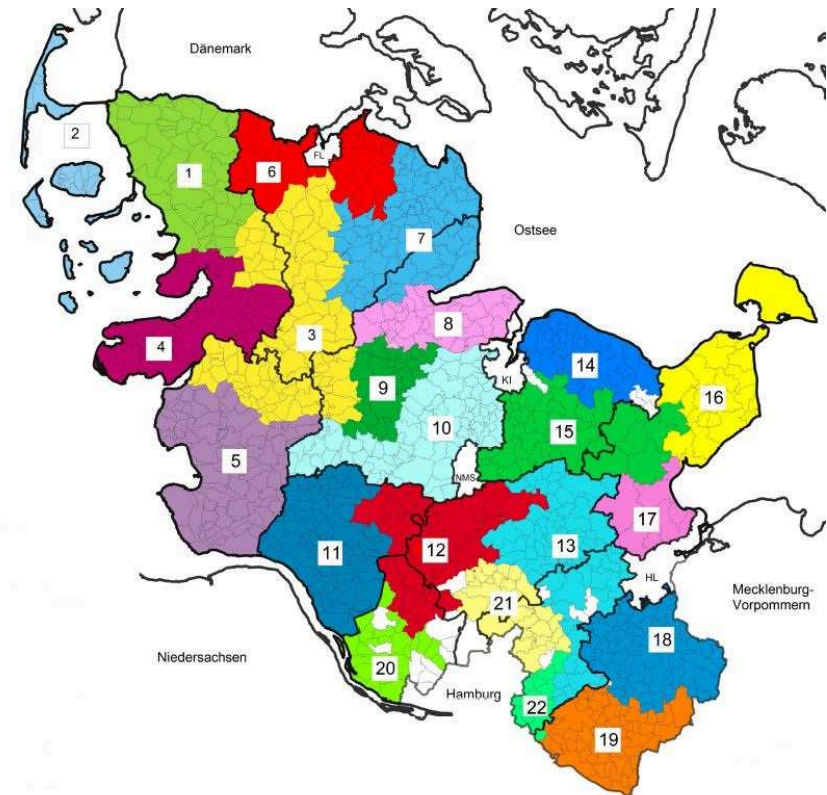 Dänemark
2
1
6
FL
7
Ostsee
8
3
4
14
KI
9
16
10
15
5
NMS
17
11
12
13
HL
21
Mecklenburg-
Vorpommern
18
Niedersachsen
20
Hamburg
22
19